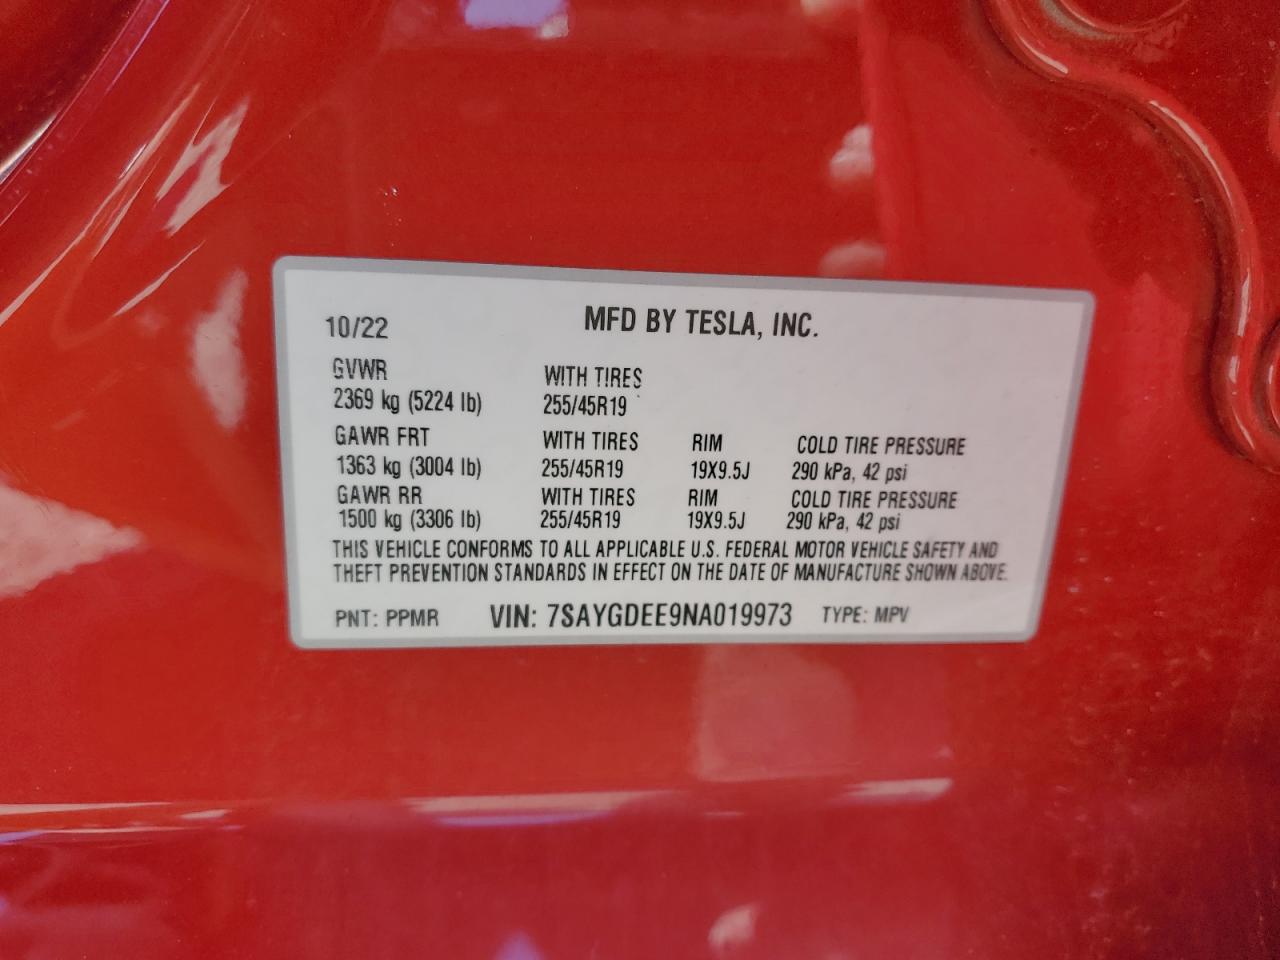 10/22 MFD BY TESLA, INC.
GVWR WITH TIRES
2369 kg (5224 lb) 255/45R19
GAWR FRT WITH TIRES RIM COLD TIRE PRESSURE
1363 kg (3004 lb) 255/45R19 19X9.5J 290 kPa, 42 psi
GAWR RR WITH TIRES RIM COLD TIRE PRESSURE
1500 kg (3306 lb) 255/45R19 19X9.5J 290 kPa, 42 psi
THIS VEHICLE CONFORMS TO ALL APPLICABLE U.S. FEDERAL MOTOR VEHICLE SAFETY AND
THEFT PREVENTION STANDARDS IN EFFECT ON THE DATE OF MANUFACTURE SHOWN ABOVE.
PNT: PPMR VIN: 7SAYGDEE9NA019973 TYPE: MPV